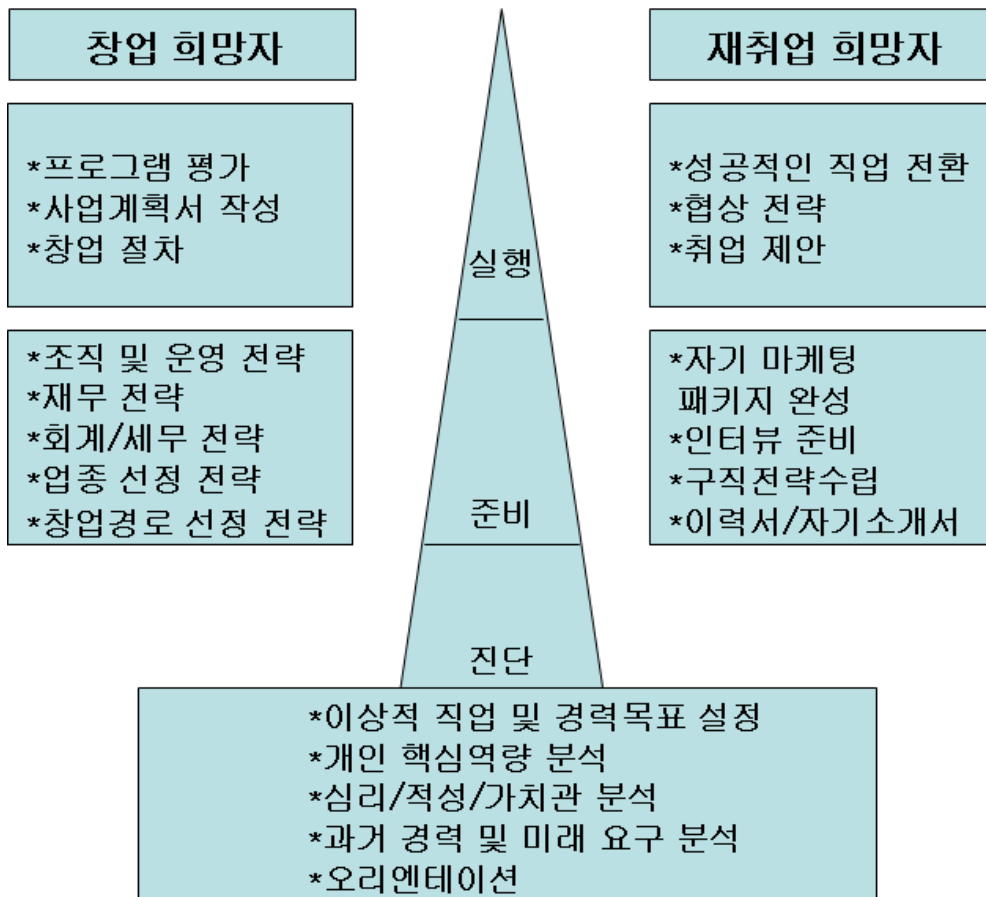 창업 희망자
재취업 희망자
*프로그램 평가
*사업계획서 작성
*창업 절차
실행
*성공적인 직업 전환
*협상 전략
*취업 제안
*조직 및 운영 전략
*재무 전략
*회계/세무 전략
*업종 선정 전략
*창업경로 선정 전략
준비
*자기 마케팅
패키지 완성
*인터뷰 준비
*구직전략수립
*이력서/자기소개서
진단
*이상적 직업 및 경력목표 설정
*개인 핵심역량 분석
*심리/적성/가치관 분석
*과거 경력 및 미래 요구 분석
*오리엔테이션